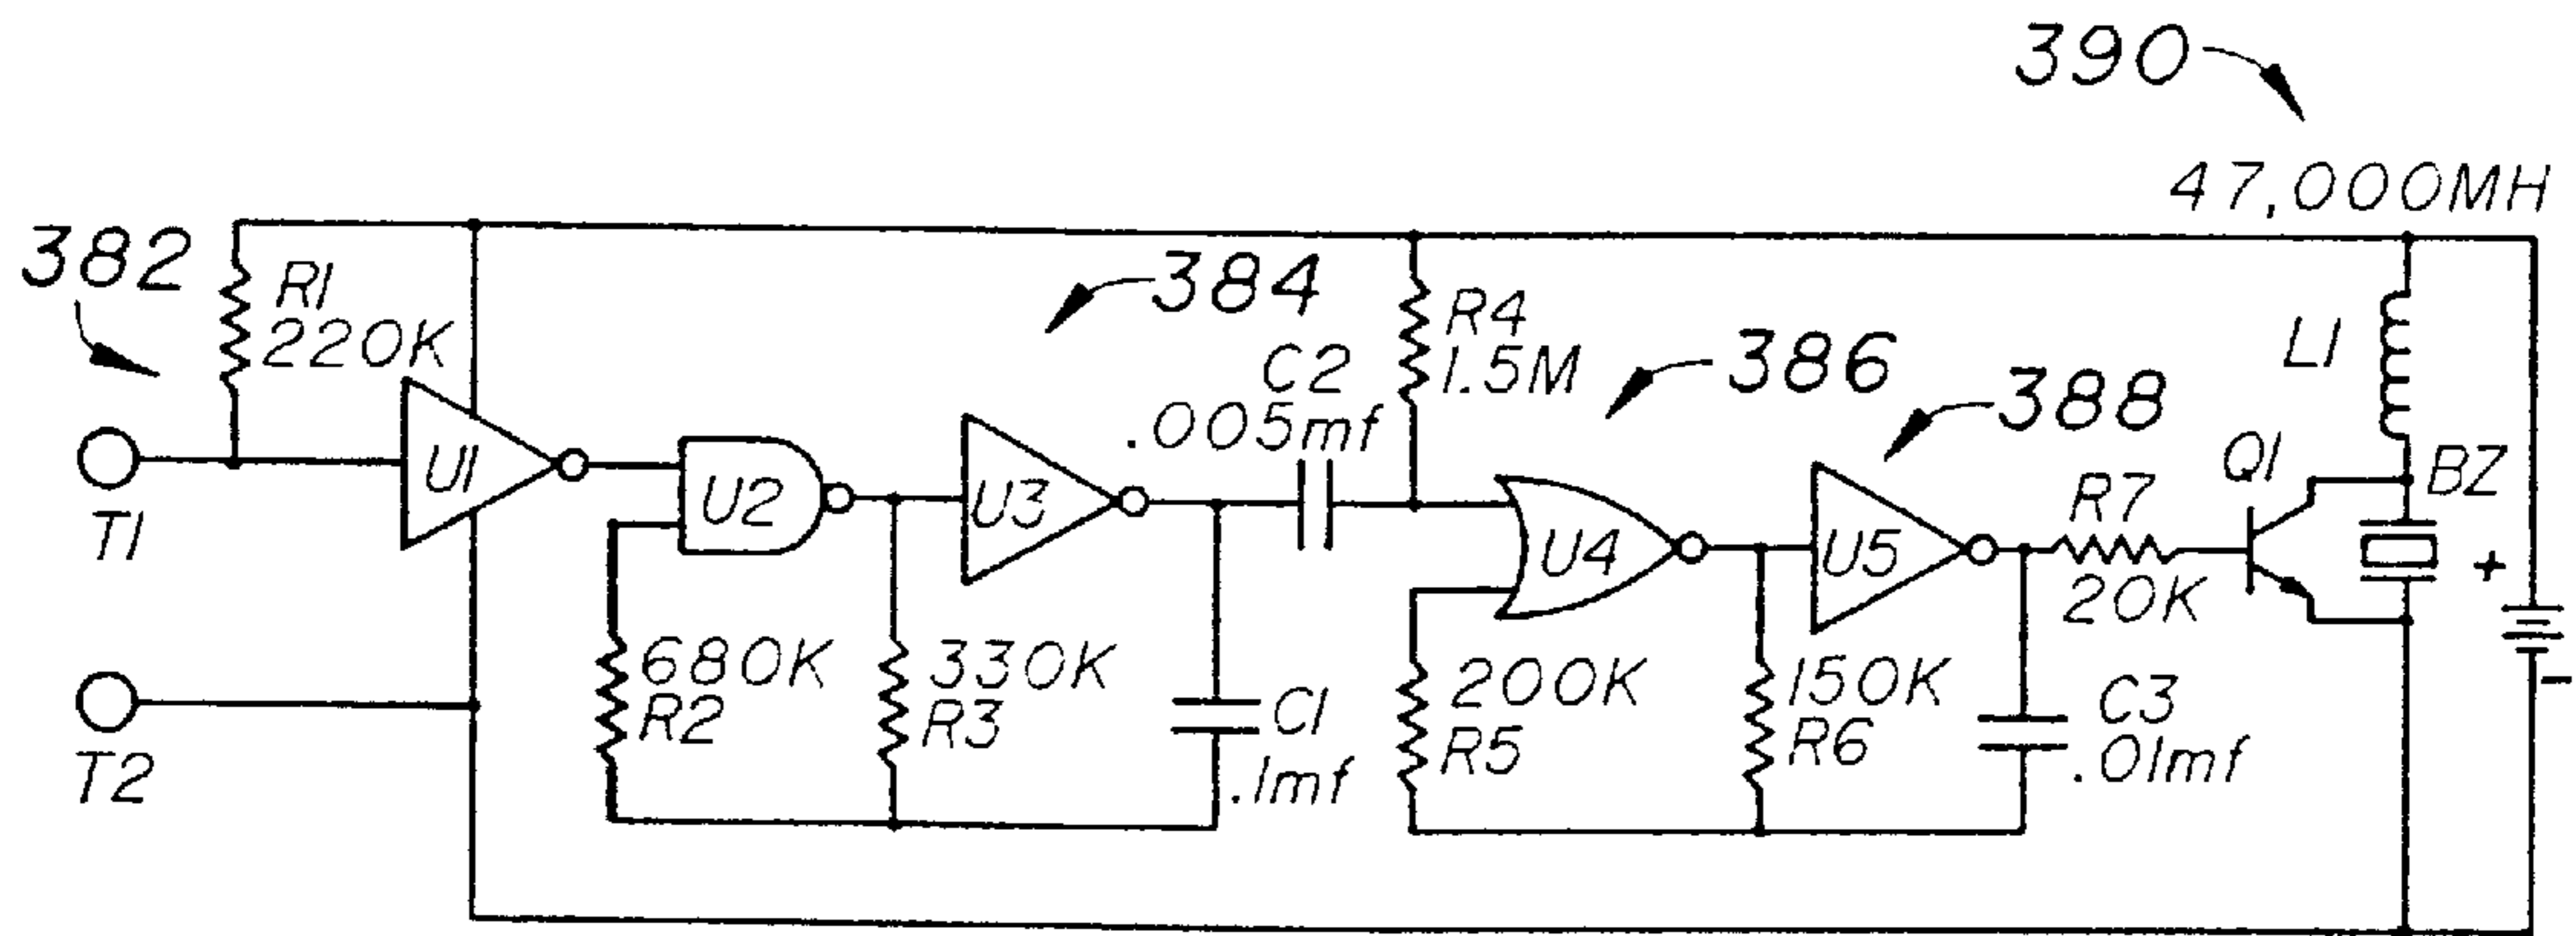 390
47,000MH
382
R1
220K
384
R4
1.5M
C2
.005mf
386
388
L1
U1
T1
U2
U3
U4
U5
Q1
BZ
R7
20K
+
-
680K
R2
330K
R3
C1
.1mf
200K
R5
150K
R6
C3
.01mf
T2